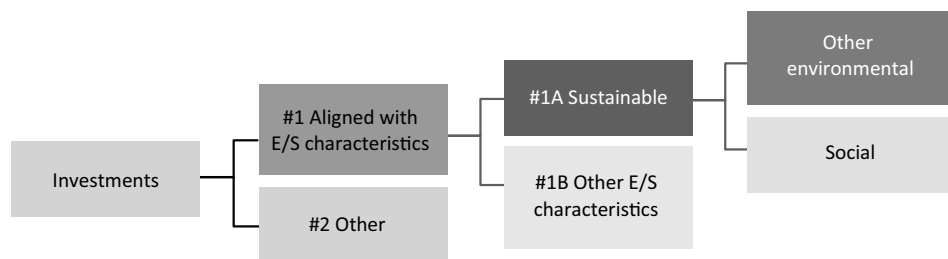 Investments
#1 Aligned with
E/S characteristics
#2 Other
#1A Sustainable
#1B Other E/S
characteristics
Other
environmental
Social